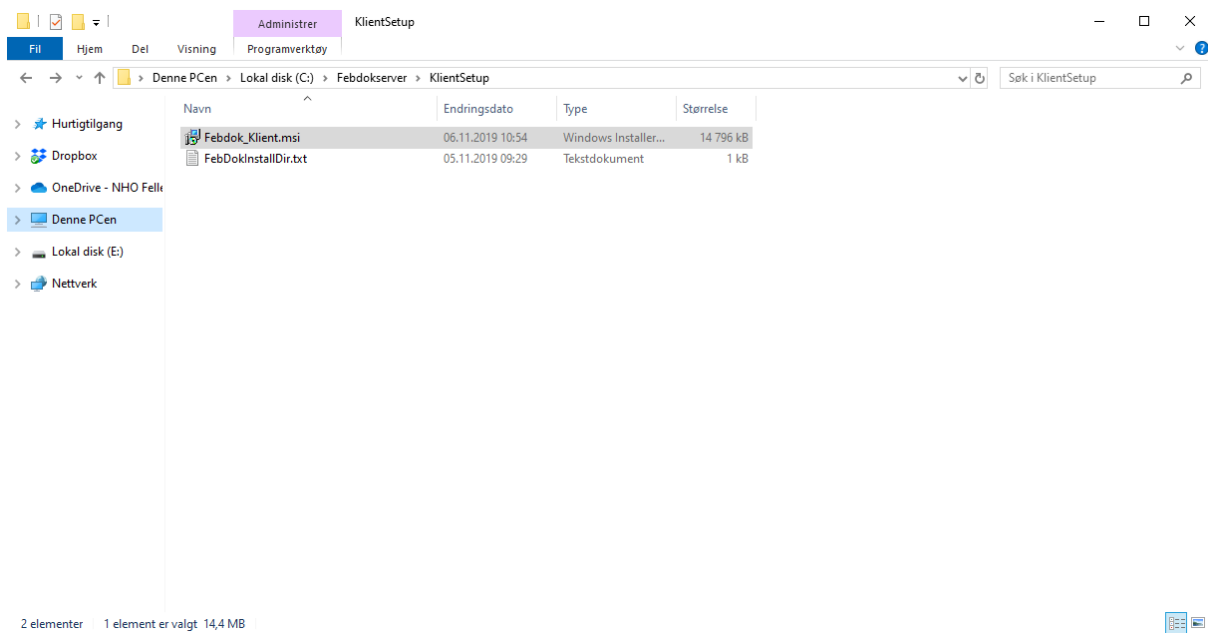 Administrer KlientSetup
Fil Hjem Del Visning Programverktøy
Denne PCen Lokal disk (C:) Febdokserver KlientSetup Søk i KlientSetup
Navn Endringsdato Type Størrelse
Hurtigtilgang
Febdok_Klient.msi 06.11.2019 10:54 Windows Installer... 14 796 kB
Dropbox FebDokInstallDir.txt 05.11.2019 09:29 Tekstdokument 1 kB
OneDrive - NHO Felle
Denne PCen
Lokal disk (E:)
Nettverk
2 elementer 1 element er valgt 14,4 MB